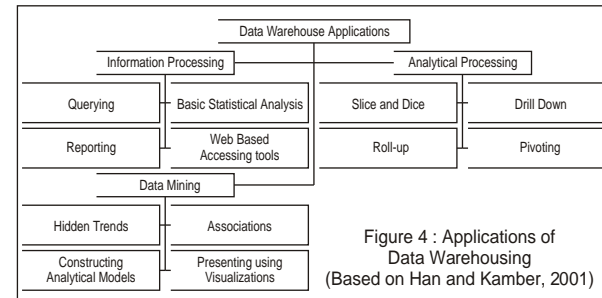 Data Warehouse Applications
Information Processing
Analytical Processing
Querying
Basic Statistical Analysis
Slice and Dice
Drill Down
Reporting
Web Based
Accessing tools
Roll-up
Pivoting
Data Mining
Hidden Trends
Associations
Constructing
Analytical Models
Presenting using
Visualizations
Figure 4 : Applications of
Data Warehousing
(Based on Han and Kamber, 2001)